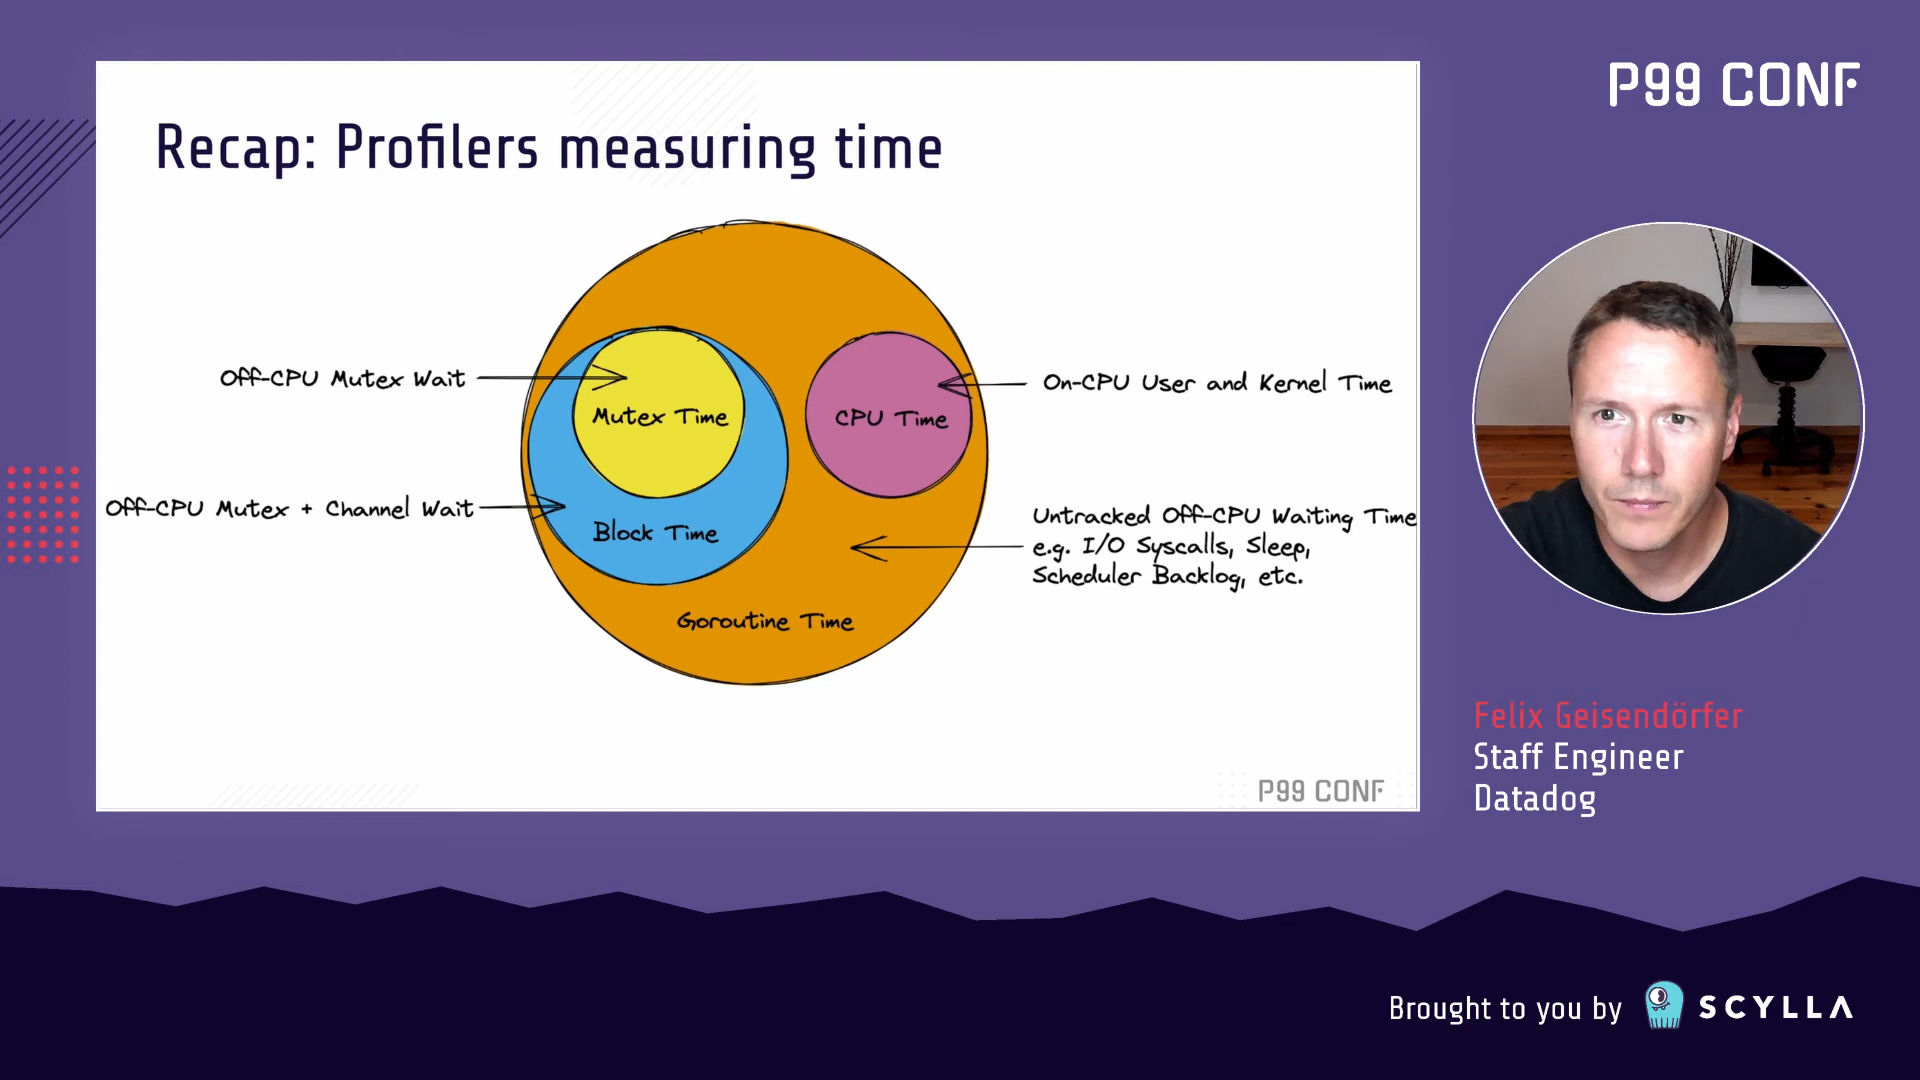 P99 CONF
Recap: Profilers measuring time
Off-CPU Mutex Wait
Mutex Time
CPU Time
On-CPU User and Kernel Time
Off-CPU Mutex + Channel Wait
Block Time
Untracked Off-CPU Waiting Time
e.g. I/O Syscalls, Sleep,
Scheduler Backlog, etc.
Goroutine Time
P99 CONF
Felix Geisendörfer
Staff Engineer
Datadog
Brought to you by SCYLLA